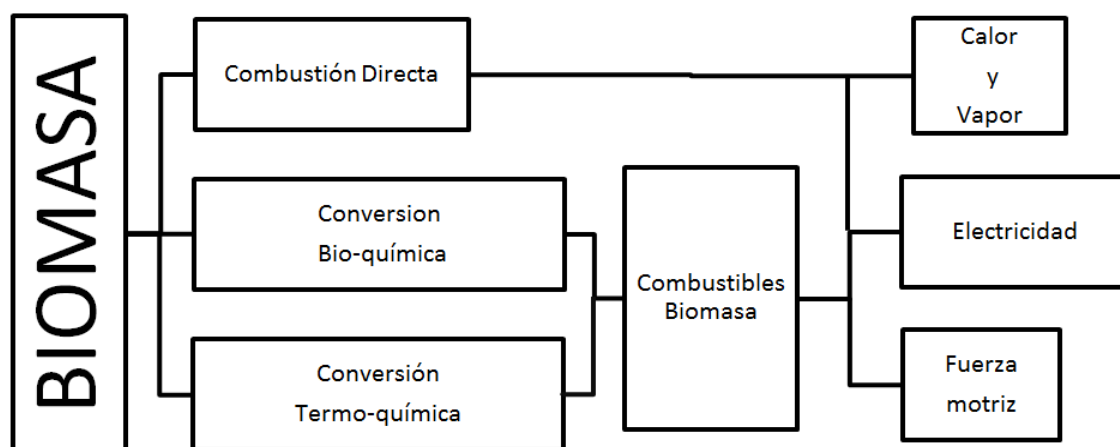 BIOMASA
Combustión Directa
Conversion
Bio-química
Conversión
Termo-química
Combustibles
Biomasa
Calor
y
Vapor
Electricidad
Fuerza
motriz